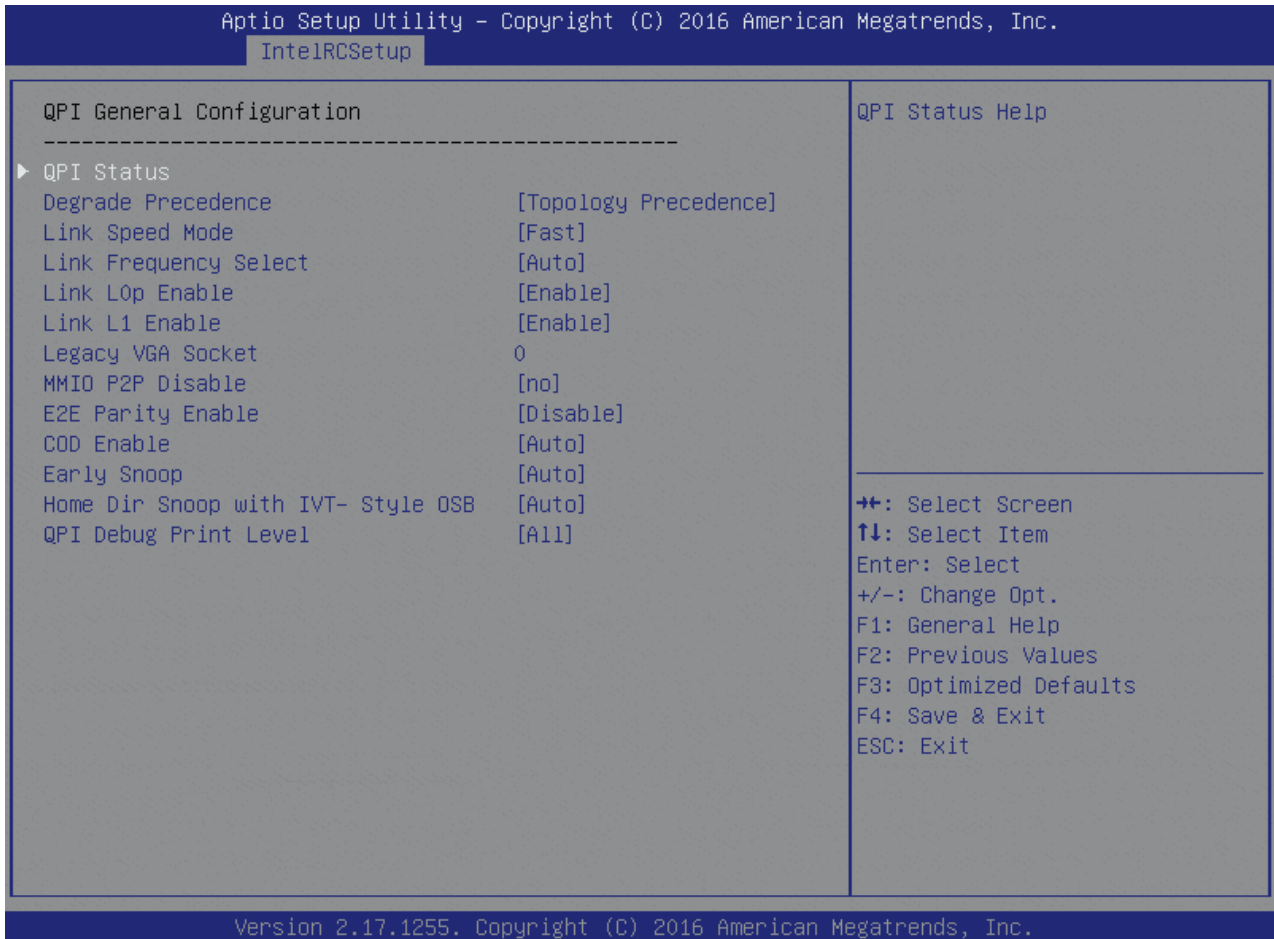 Aptio Setup Utility – Copyright (C) 2016 American Megatrends, Inc.
IntelRCSetup
QPI General Configuration
--------------------------------------------------
QPI Status
Degrade Precedence [Topology Precedence]
Link Speed Mode [Fast]
Link Frequency Select [Auto]
Link L0p Enable [Enable]
Link L1 Enable [Enable]
Legacy VGA Socket 0
MMIO P2P Disable [no]
E2E Parity Enable [Disable]
COD Enable [Auto]
Early Snoop [Auto]
Home Dir Snoop with IVT- Style OSB [Auto]
QPI Debug Print Level [All]
QPI Status Help
→←: Select Screen
↑↓: Select Item
Enter: Select
+/-: Change Opt.
F1: General Help
F2: Previous Values
F3: Optimized Defaults
F4: Save & Exit
ESC: Exit
Version 2.17.1255. Copyright (C) 2016 American Megatrends, Inc.